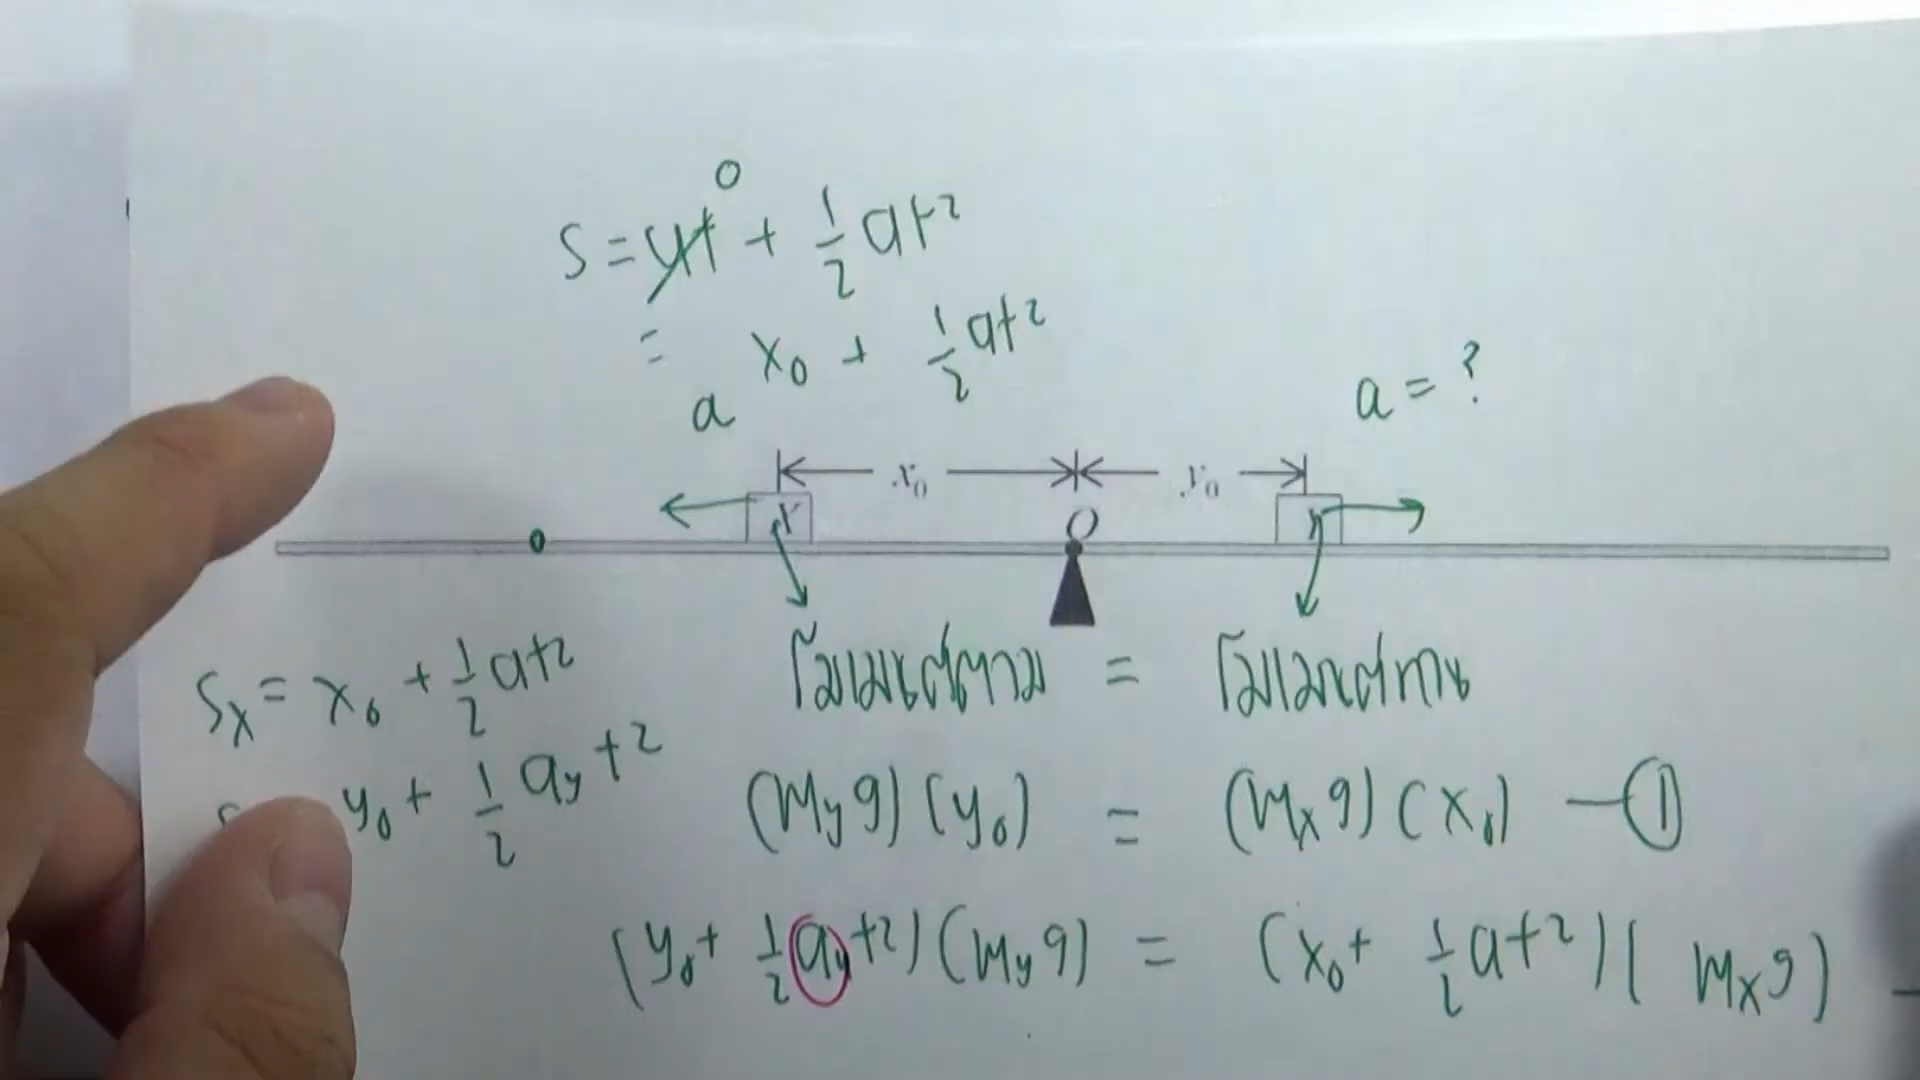 0
S = ut + 1/2 at²
= x₀ + 1/2 at²
a
a = ?
x₀ y₀
O
Sx = x₀ + 1/2 at²
โมเมนต์ตาม = โมเมนต์ทวน
y₀ + 1/2 ay t²
(my g) (y₀) = (mx g) (x₀) — ①
(y₀ + 1/2 ay t²) (my g) = (x₀ + 1/2 at²) ( mx g) —